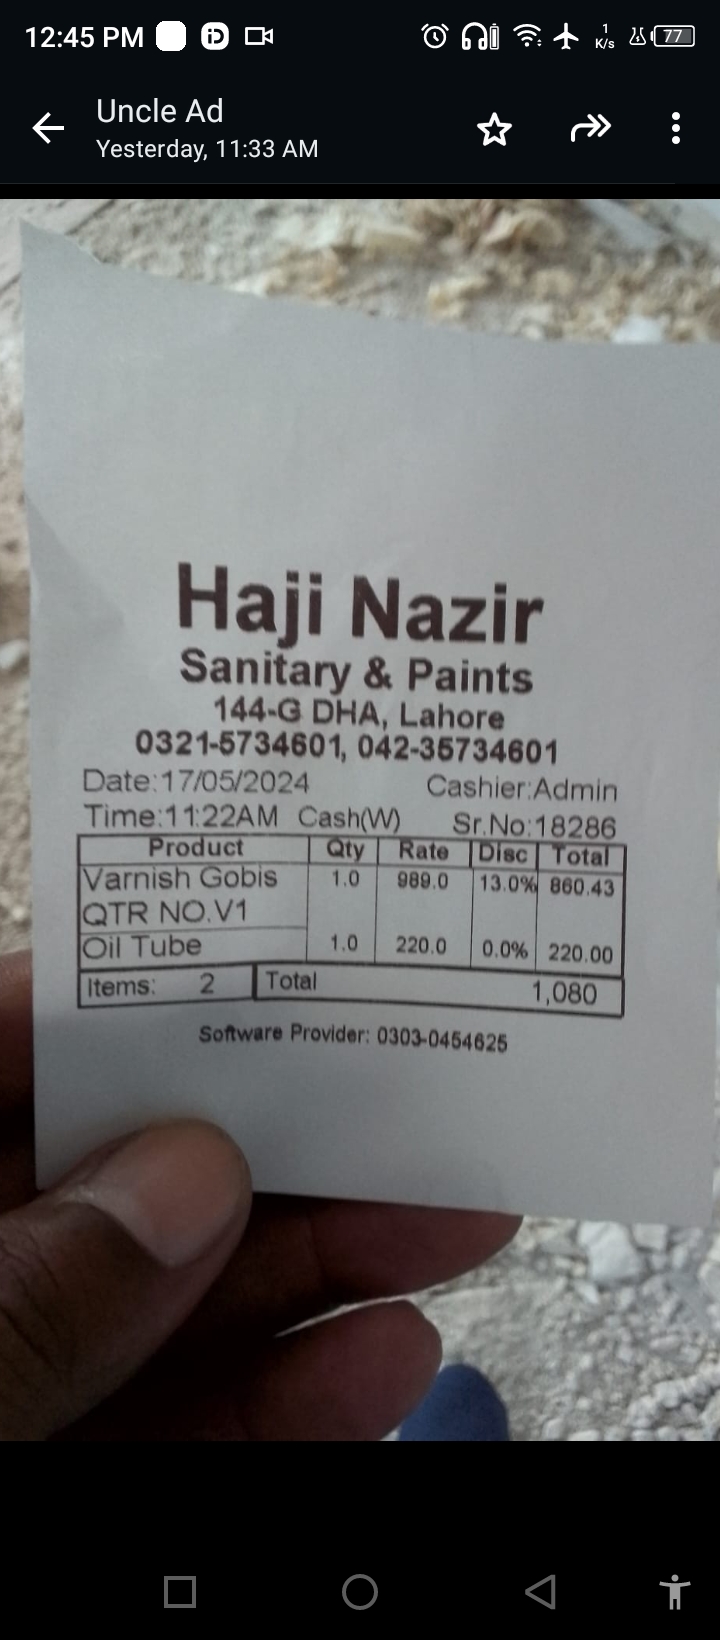 12:45 PM
1 K/s
77
Uncle Ad
Yesterday, 11:33 AM
Haji Nazir
Sanitary & Paints
144-G DHA, Lahore
0321-5734601, 042-35734601
Date:17/05/2024 Cashier:Admin
Time:11:22AM Cash(W) Sr.No:18286
Product Qty Rate Disc Total
Varnish Gobis 1.0 989.0 13.0% 860.43
QTR NO.V1
Oil Tube 1.0 220.0 0.0% 220.00
Items: 2 Total 1,080
Software Provider: 0303-0454625